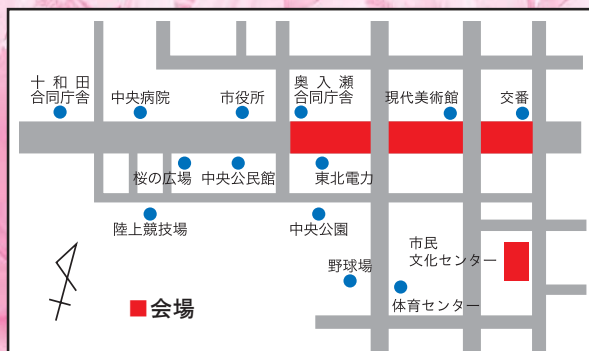 十和田
合同庁舎
中央病院
市役所
奥入瀬
合同庁舎
現代美術館
交番
桜の広場
中央公民館
東北電力
陸上競技場
中央公園
市民
文化センター
野球場
体育センター
■会場